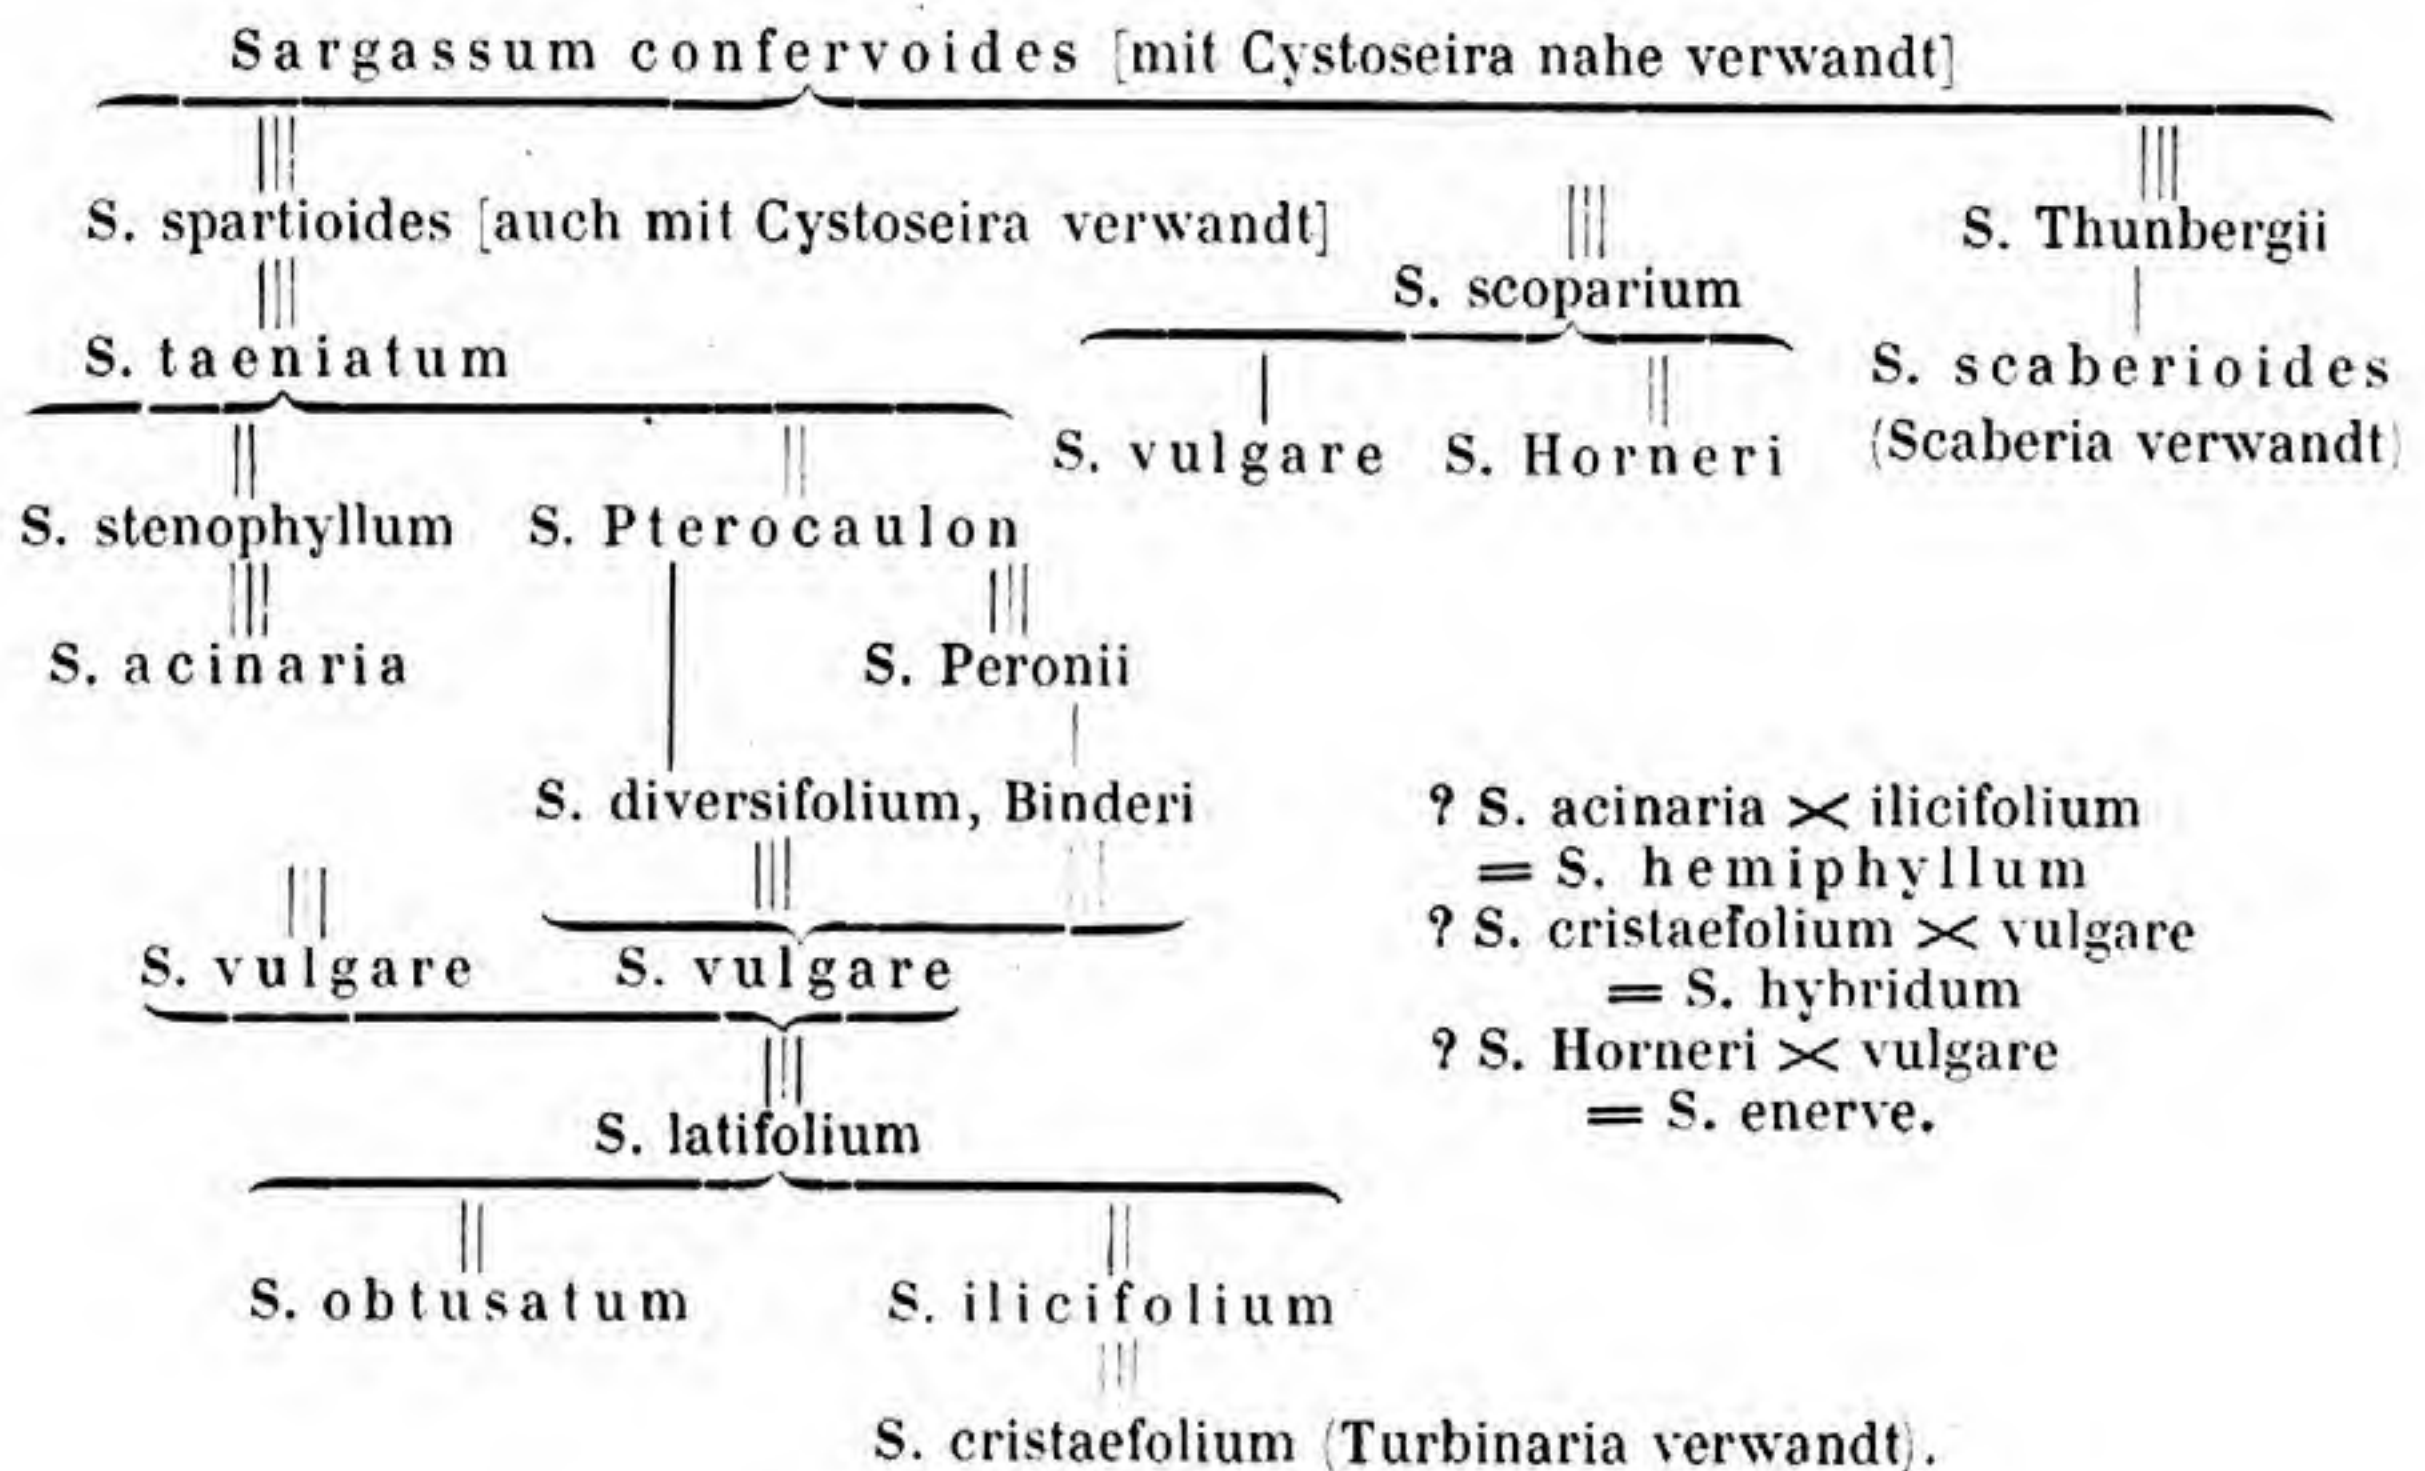 Sargassum confervoides [mit Cystoseira nahe verwandt]
S. spartioides [auch mit Cystoseira verwandt]
S. Thunbergii
S. scoparium
S. taeniatum
S. scaberioides
(Scaberia verwandt)
S. vulgare S. Horneri
S. stenophyllum S. Pterocaulon
S. acinaria S. Peronii
S. diversifolium, Binderi
S. vulgare S. vulgare
S. latifolium
S. obtusatum S. ilicifolium
S. cristaefolium (Turbinaria verwandt).
? S. acinaria × ilicifolium
= S. hemiphyllum
? S. cristaefolium × vulgare
= S. hybridum
? S. Horneri × vulgare
= S. enerve.